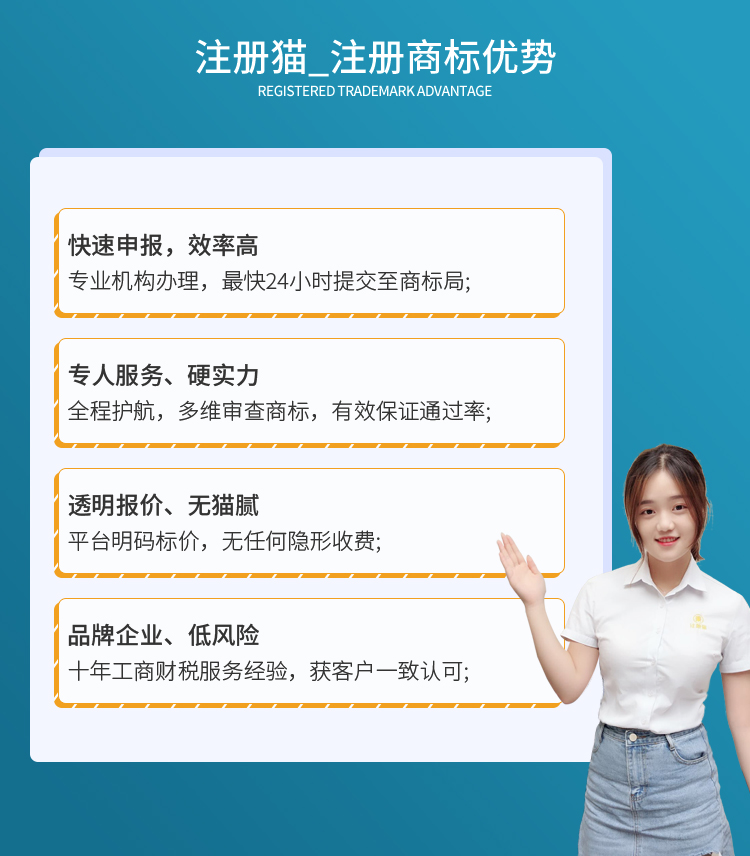 注册猫_注册商标优势
REGISTERED TRADEMARK ADVANTAGE
快速申报，效率高
专业机构办理，最快24小时提交至商标局;
专人服务、硬实力
全程护航，多维审查商标，有效保证通过率;
透明报价、无猫腻
平台明码标价，无任何隐形收费;
品牌企业、低风险
十年工商财税服务经验，获客户一致认可;